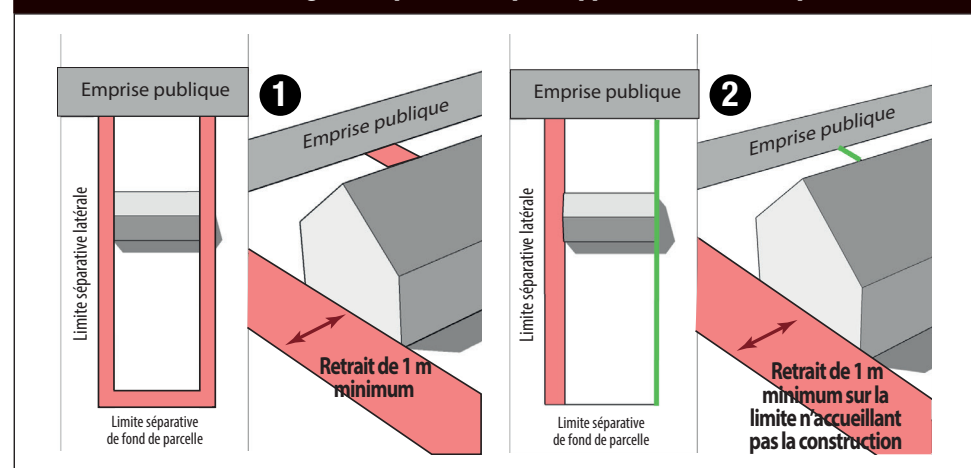 Emprise publique
1
Emprise publique
Limite séparative latérale
Retrait de 1 m
minimum
Limite séparative
de fond de parcelle
Emprise publique
2
Emprise publique
Limite séparative latérale
Retrait de 1 m
minimum sur la
limite n’accueillant
pas la construction
Limite séparative
de fond de parcelle